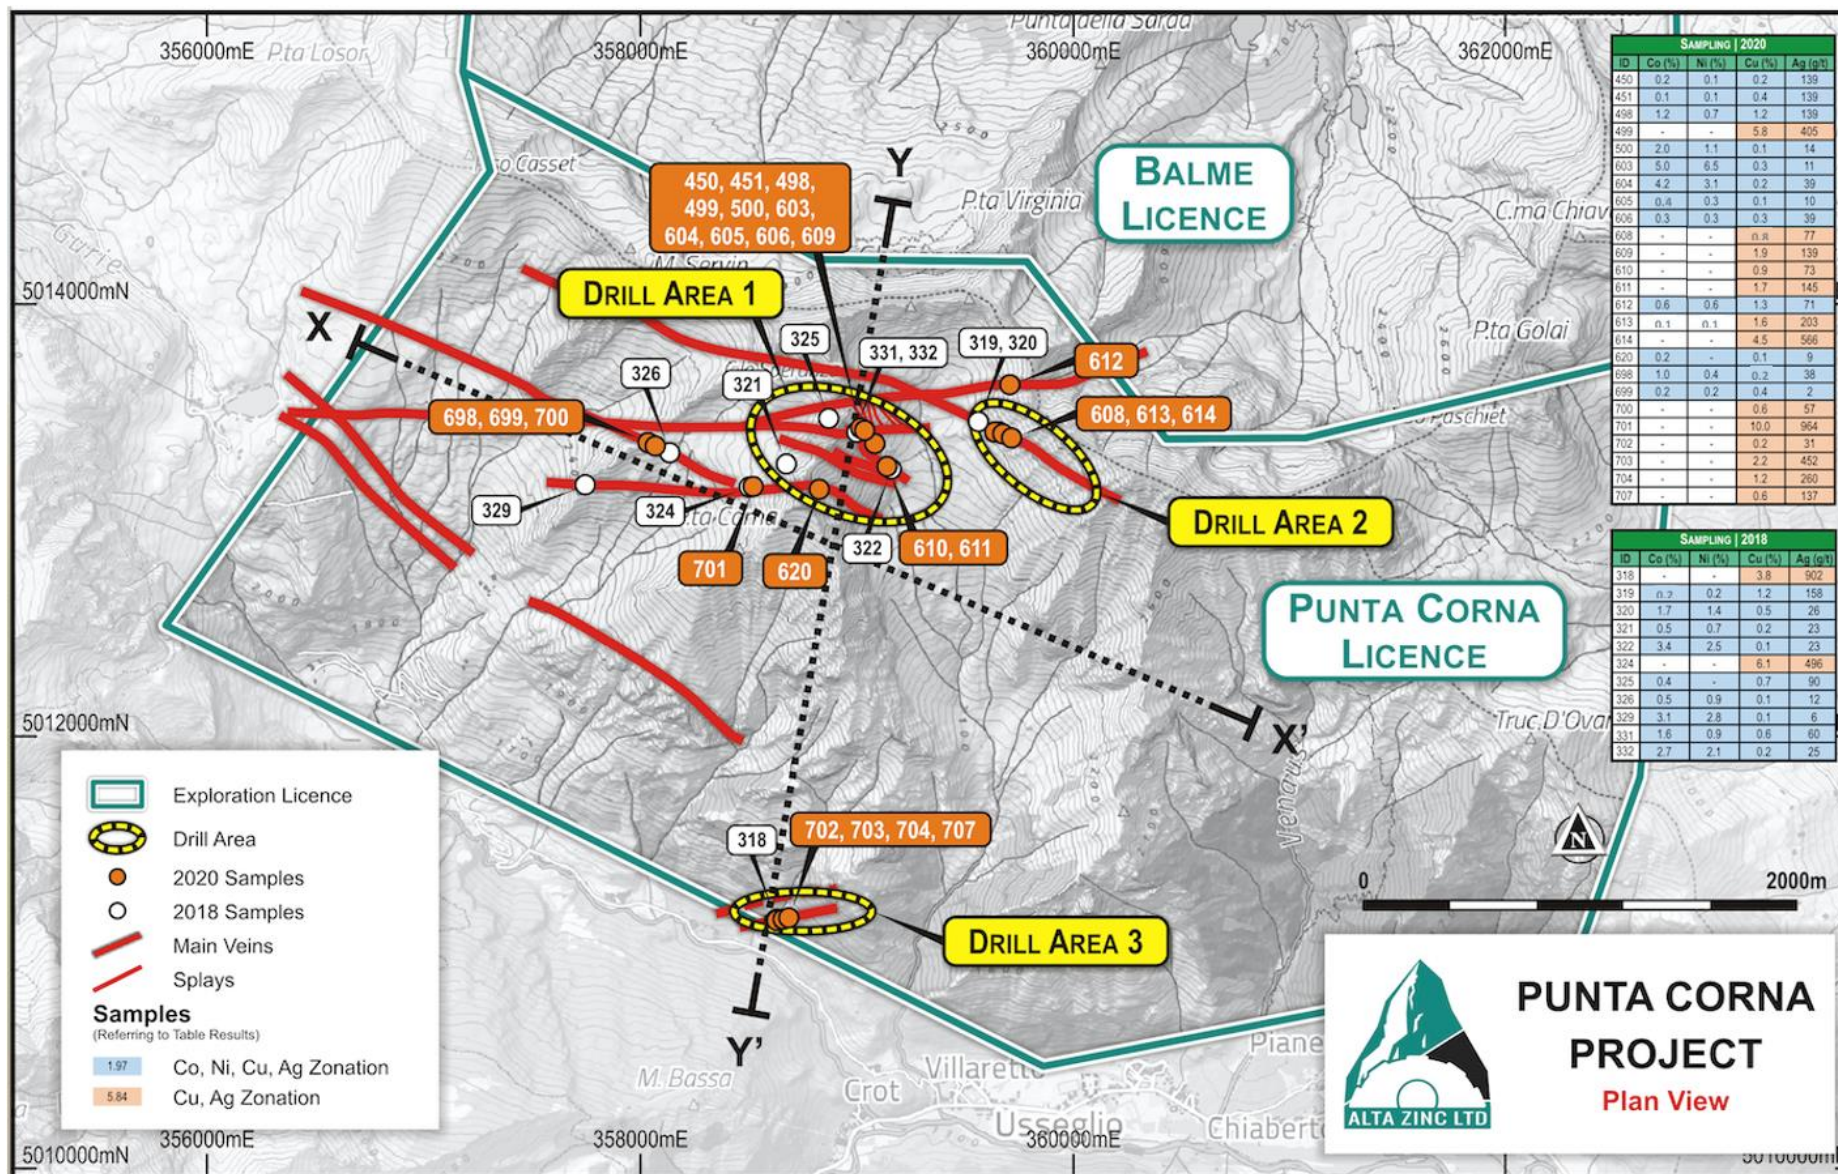 356000mE
358000mE
360000mE
362000mE
P.ta Losor
Punta della Sarda
2500
Casset
Gurrie
P.ta Virginia
M. Servin
C.ma Chiav
P.ta Golai
Paschiet
Truc D'Ovar
Venarus
5014000mN
5012000mN
5010000mN
BALME
LICENCE
Y
450, 451, 498,
499, 500, 603,
604, 605, 606, 609
DRILL AREA 1
X
325
331, 332
319, 320
612
326
321
698, 699, 700
608, 613, 614
329
324
322
610, 611
701
620
DRILL AREA 2
PUNTA CORNA
LICENCE
X'
318
702, 703, 704, 707
DRILL AREA 3
Y'
SAMPLING | 2020
ID Co (%) Ni (%) Cu (%) Ag (g/t)
450 0.2 0.1 0.2 139
451 0.1 0.1 0.4 139
498 1.2 0.7 1.2 139
499 - - 5.8 405
500 2.0 1.1 0.1 14
603 5.0 6.5 0.3 11
604 4.2 3.1 0.2 39
605 0.4 0.3 0.1 10
606 0.3 0.3 0.3 39
608 - - 0.8 77
609 - - 1.9 139
610 - - 0.9 73
611 - - 1.7 145
612 0.6 0.6 1.3 71
613 0.1 0.1 1.6 203
614 - - 4.5 566
620 0.2 - 0.1 9
698 1.0 0.4 0.2 38
699 0.2 0.2 0.4 2
700 - - 0.6 57
701 - - 10.0 964
702 - - 0.2 31
703 - - 2.2 452
704 - - 1.2 260
707 - - 0.6 137
SAMPLING | 2018
ID Co (%) Ni (%) Cu (%) Ag (g/t)
318 - - 3.8 902
319 0.2 0.2 1.2 158
320 1.7 1.4 0.5 26
321 0.5 0.7 0.2 23
322 3.4 2.5 0.1 23
324 - - 6.1 496
325 0.4 - 0.7 90
326 0.5 0.9 0.1 12
329 3.1 2.8 0.1 6
331 1.6 0.9 0.6 60
332 2.7 2.1 0.2 25
Exploration Licence
Drill Area
2020 Samples
2018 Samples
Main Veins
Splays
Samples
(Referring to Table Results)
1.97 Co, Ni, Cu, Ag Zonation
5.84 Cu, Ag Zonation
N
0 2000m
M. Bassa
Crot
Villaretto
Usseglio
Piane
Chiabert
356000mE
358000mE
360000mE
ALTA ZINC LTD
PUNTA CORNA
PROJECT
Plan View